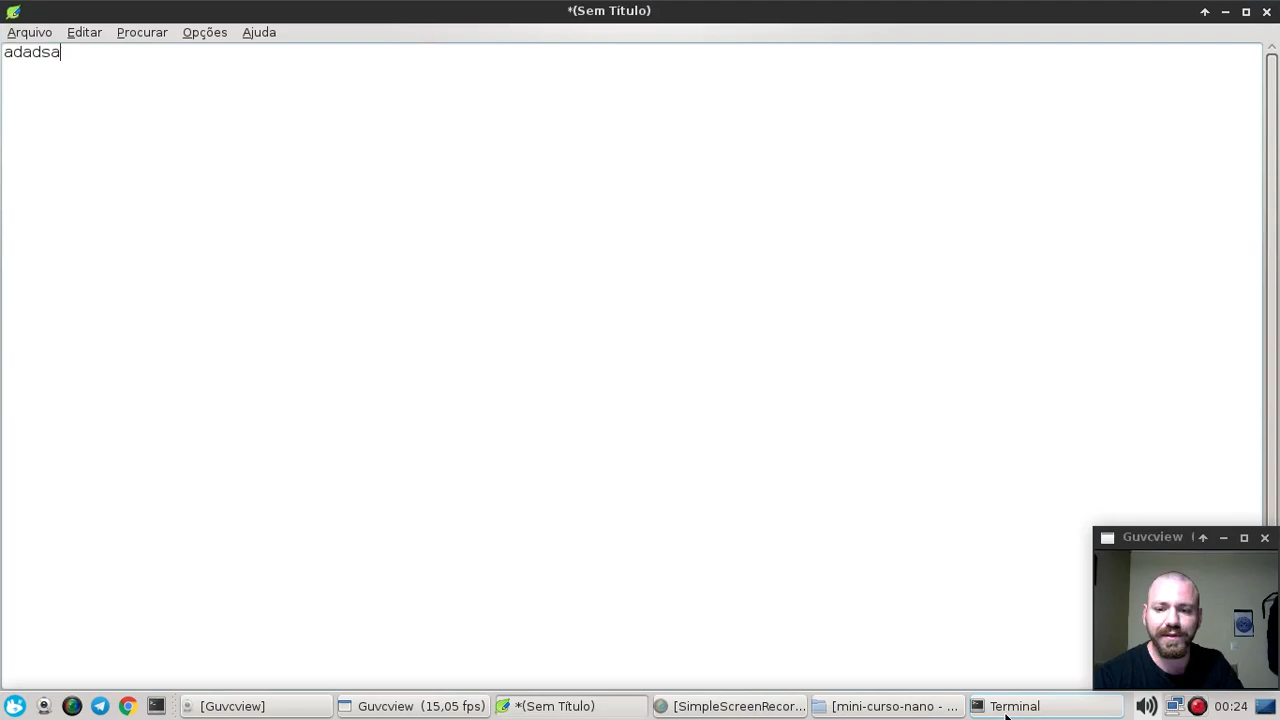 *(Sem Título)
Arquivo Editar Procurar Opções Ajuda
adadsa
Guvcview (
[Guvcview] Guvcview (15,05 fps) *(Sem Título) [SimpleScreenRecor... [mini-curso-nano - ... Terminal 00:24